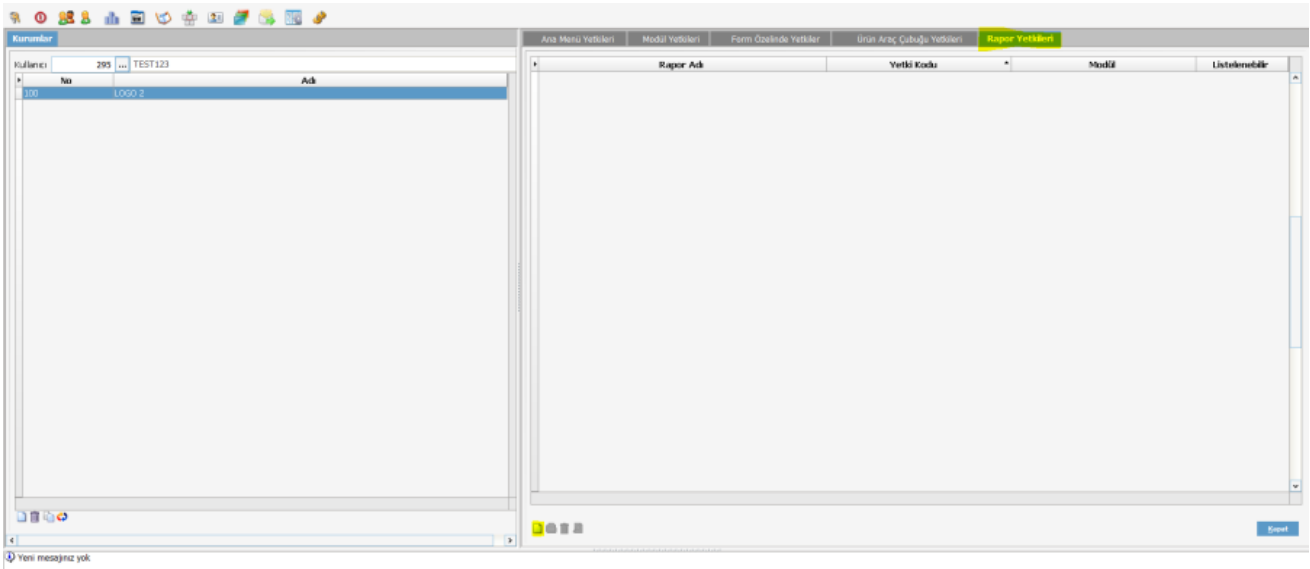 Kurumlar
Kullanıcı 295 ... TEST123
No Adı
100 LOGO 2
Ana Menü Yetkileri Modül Yetkileri Form Özelinde Yetkiler Ürün Araç Çubuğu Yetkileri Rapor Yetkileri
Rapor Adı Yetki Kodu Modül Listelenebilir
Kapat
Yeni mesajınız yok